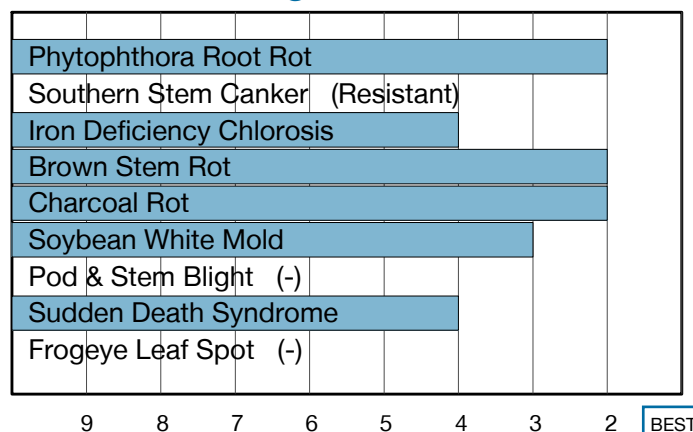 Phytophthora Root Rot
Southern Stem Canker (Resistant)
Iron Deficiency Chlorosis
Brown Stem Rot
Charcoal Rot
Soybean White Mold
Pod & Stem Blight (-)
Sudden Death Syndrome
Frogeye Leaf Spot (-)
9 8 7 6 5 4 3 2 BEST